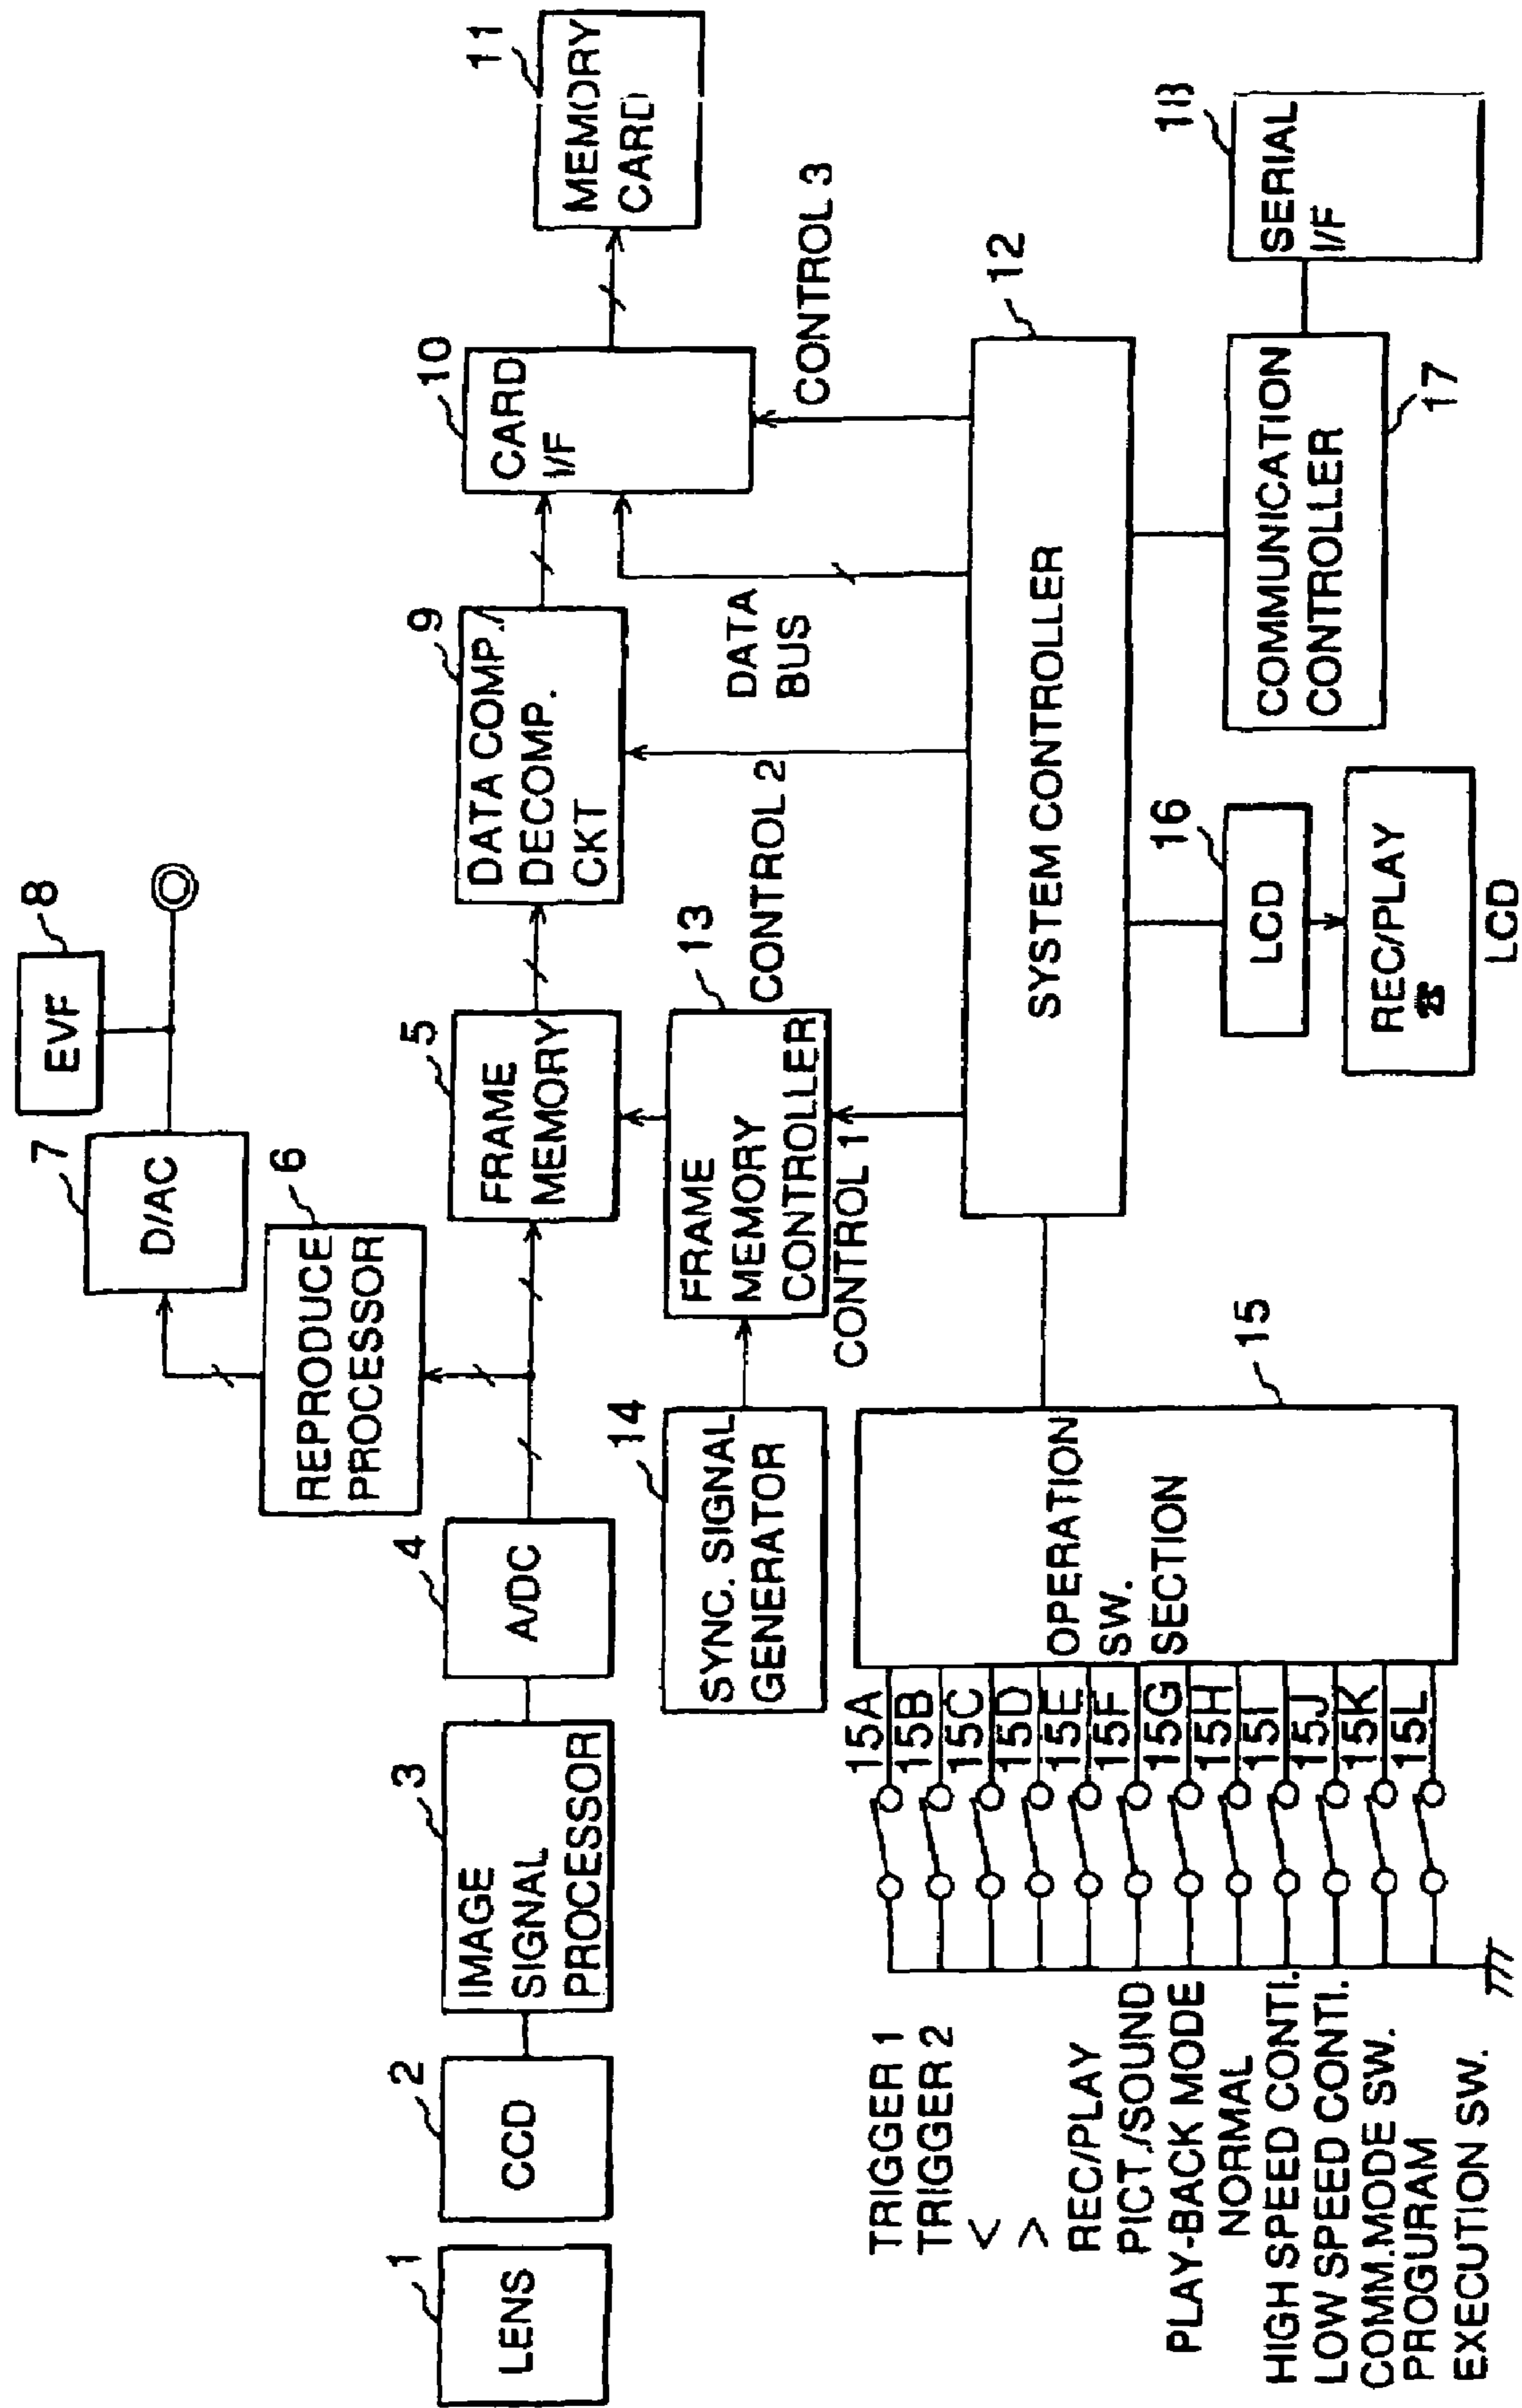 1
LENS
2
CCD
3
IMAGE
SIGNAL
PROCESSOR
4
A/DC
6
REPRODUCE
PROCESSOR
7
D/AC
8
EVF
5
FRAME
MEMORY
9
DATA COMP./
DECOMP.
CKT
10
CARD
I/F
11
MEMORY
CARD
14
SYNC. SIGNAL
GENERATOR
13
FRAME
MEMORY
CONTROLLER
CONTROL 1
CONTROL 2
DATA
BUS
CONTROL 3
12
SYSTEM CONTROLLER
15
OPERATION
SW.
SECTION
TRIGGER 1
15A
TRIGGER 2
15B
<
15C
>
15D
REC/PLAY
15E
PICT./SOUND
15F
PLAY-BACK MODE
15G
NORMAL
15H
HIGH SPEED CONTI.
15I
LOW SPEED CONTI.
15J
COMM.MODE SW.
15K
PROGURAM
EXECUTION SW.
15L
16
LCD
REC/PLAY
LCD
17
COMMUNICATION
CONTROLLER
18
SERIAL
I/F